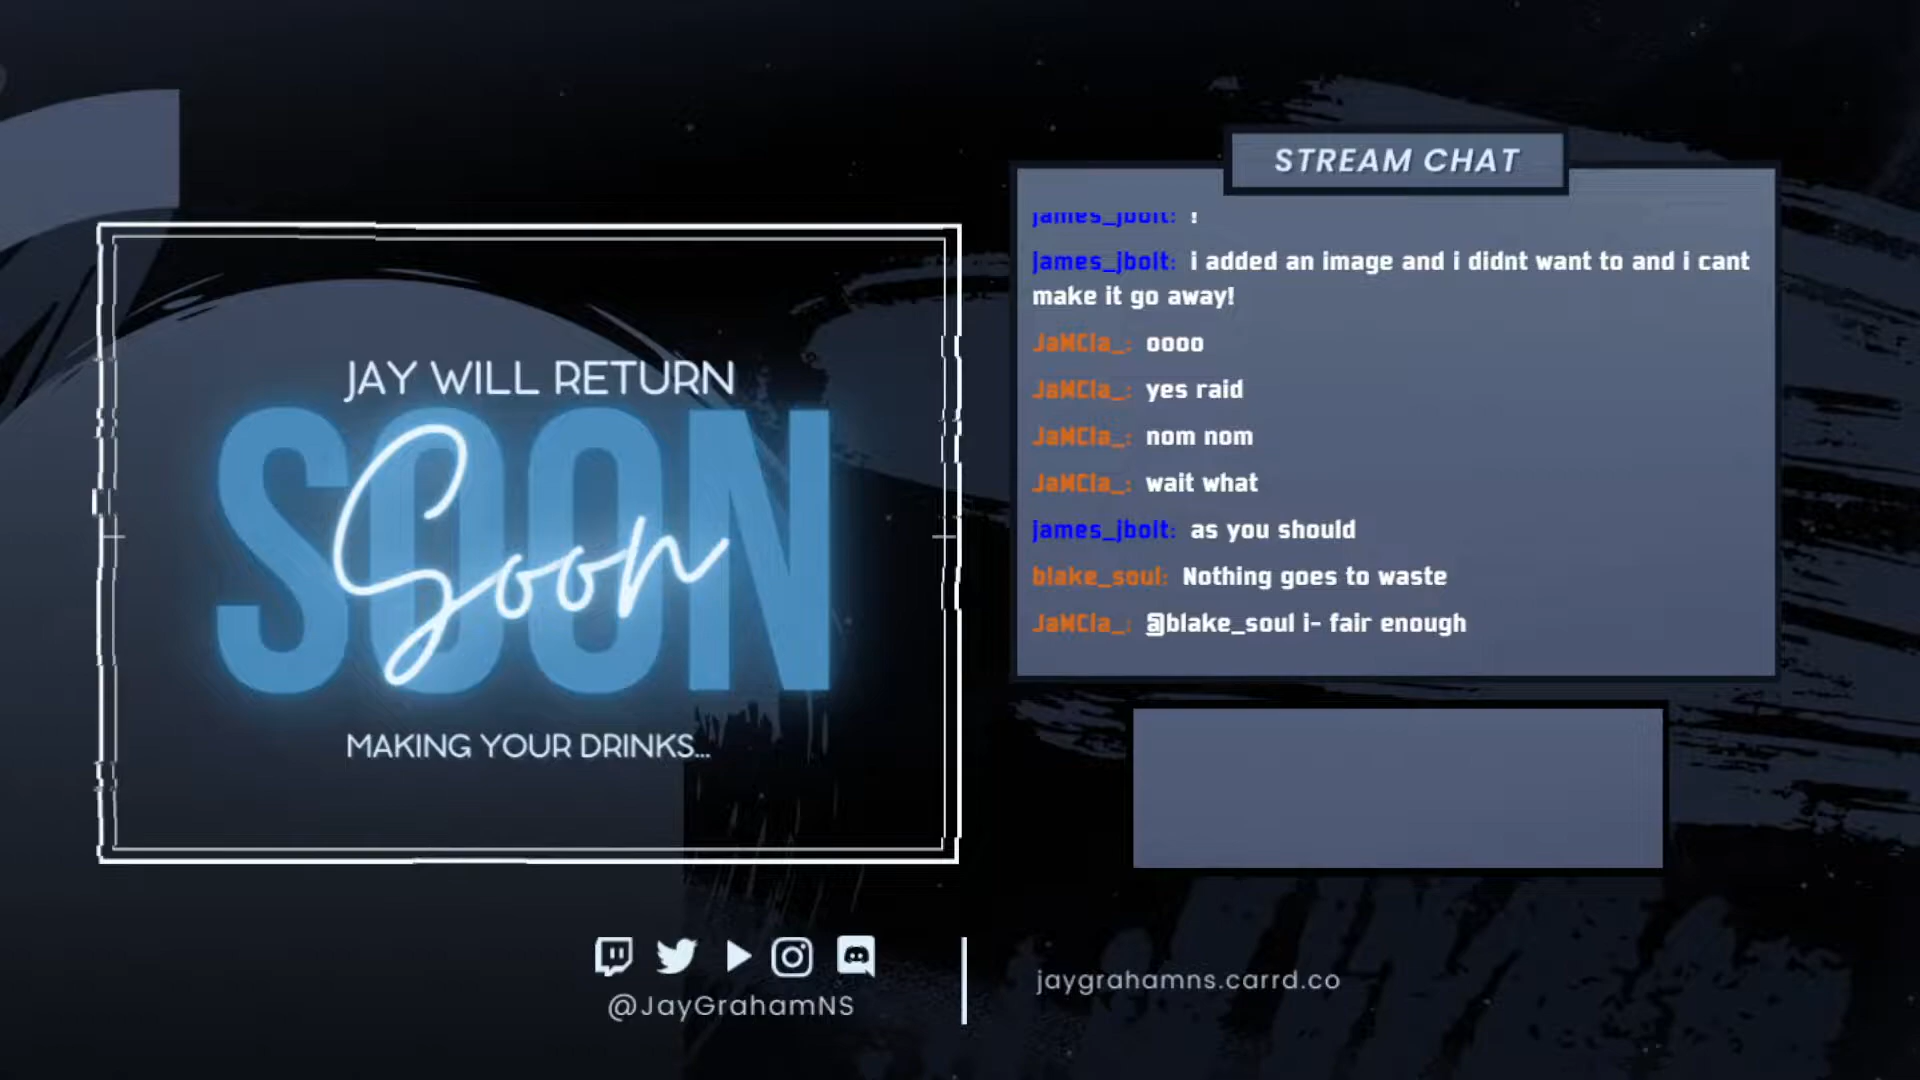 JAY WILL RETURN
SOON
Soon
MAKING YOUR DRINKS...
STREAM CHAT
james_jbolt: !
james_jbolt: i added an image and i didnt want to and i cant
make it go away!
JaMCla_: oooo
JaMCla_: yes raid
JaMCla_: nom nom
JaMCla_: wait what
james_jbolt: as you should
blake_soul: Nothing goes to waste
JaMCla_: @blake_soul i- fair enough
@JayGrahamNS
jaygrahamns.carrd.co